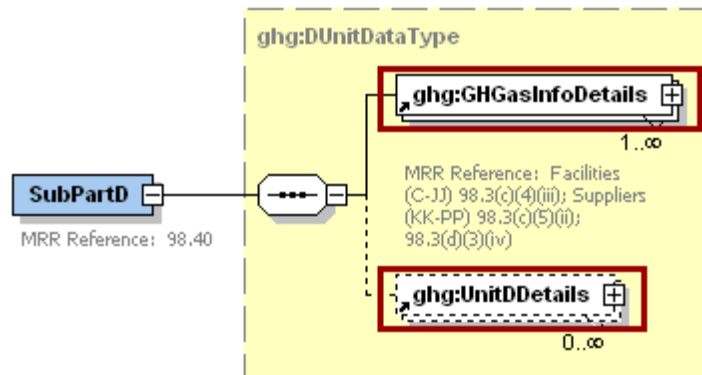 ghg:DUnitDataType
ghg:GHGasInfoDetails
1..∞
MRR Reference: Facilities
(C-JJ) 98.3(c)(4)(iii); Suppliers
(KK-PP) 98.3(c)(5)(ii);
98.3(d)(3)(iv)
SubPartD
MRR Reference: 98.40
ghg:UnitDDetails
0..∞